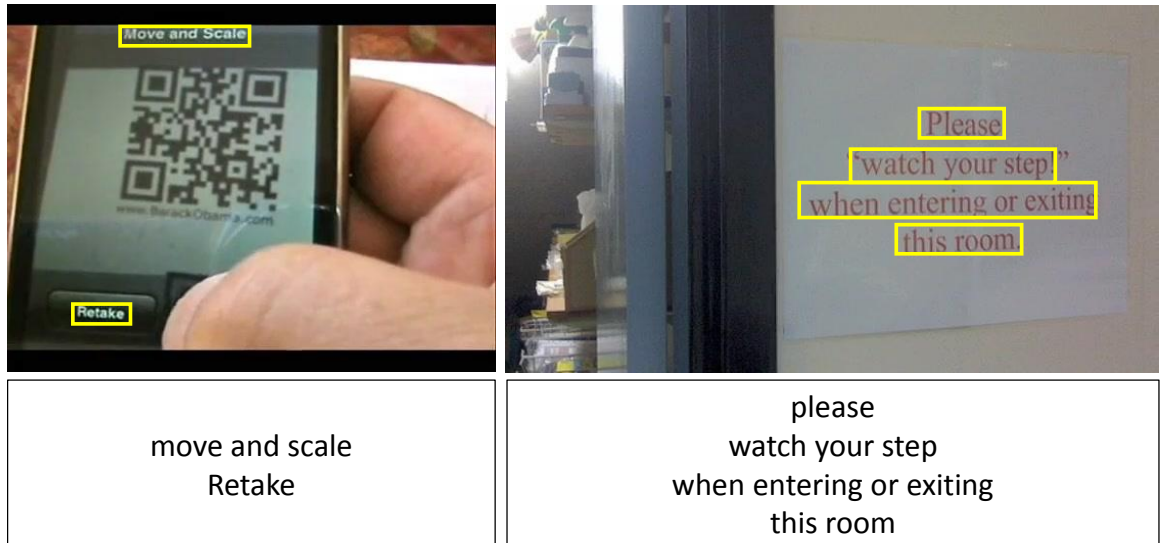 Move and Scale
www.BarackObama.com
Retake
Please
"watch your step!"
when entering or exiting
this room.
move and scale
Retake
please
watch your step
when entering or exiting
this room